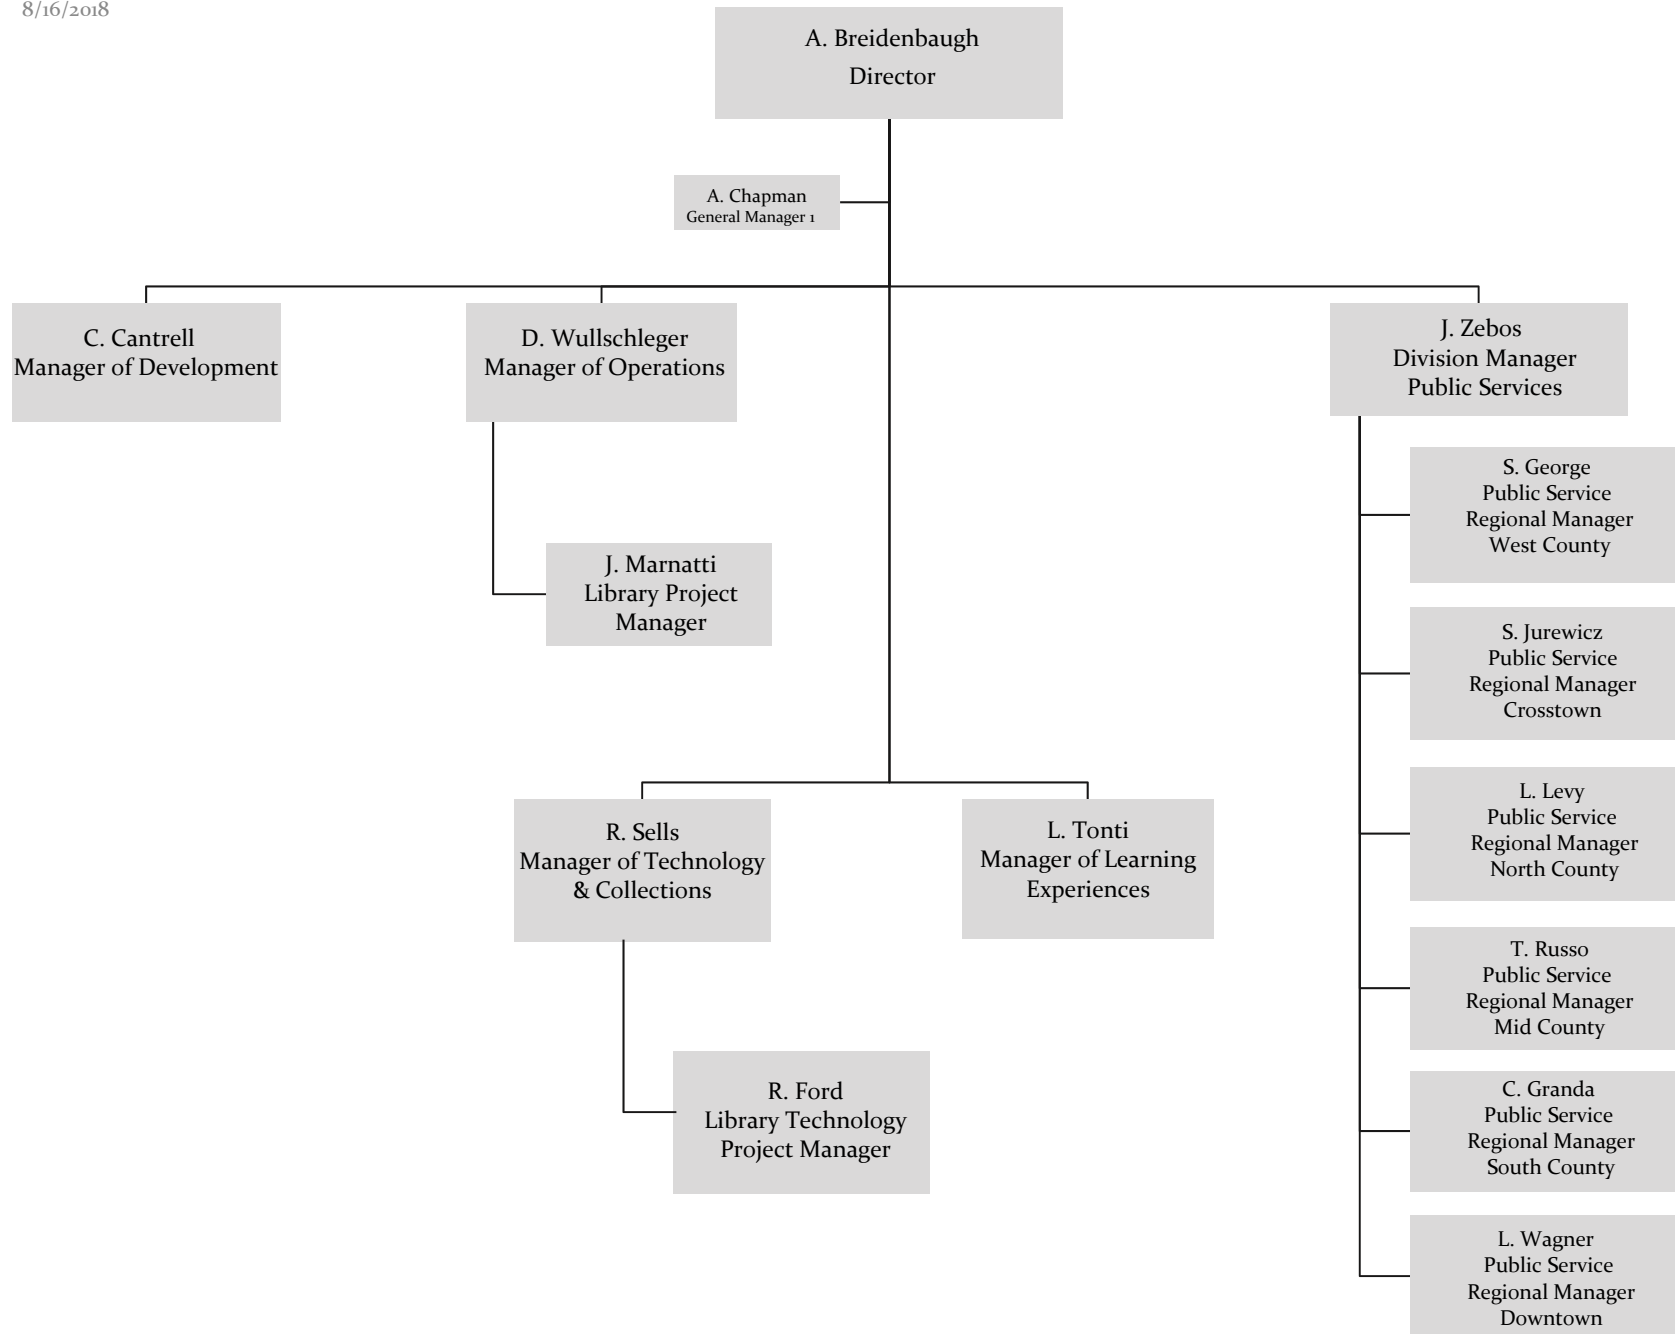 8/16/2018
A. Breidenbaugh
Director
A. Chapman
General Manager 1
C. Cantrell
Manager of Development
D. Wullschleger
Manager of Operations
J. Zebos
Division Manager
Public Services
S. George
Public Service
Regional Manager
West County
J. Marnatti
Library Project
Manager
S. Jurewicz
Public Service
Regional Manager
Crosstown
L. Levy
Public Service
Regional Manager
North County
R. Sells
Manager of Technology
& Collections
L. Tonti
Manager of Learning
Experiences
T. Russo
Public Service
Regional Manager
Mid County
R. Ford
Library Technology
Project Manager
C. Granda
Public Service
Regional Manager
South County
L. Wagner
Public Service
Regional Manager
Downtown